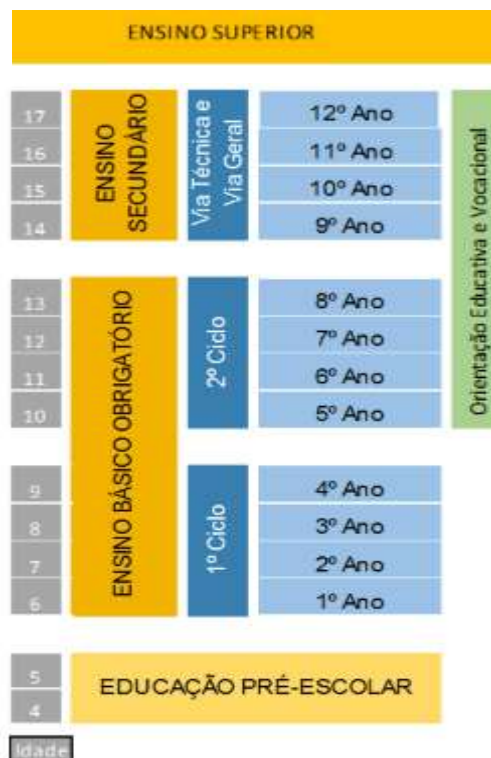 ENSINO SUPERIOR
17
16
15
14
ENSINO
SECUNDÁRIO
Via Técnica e
Via Geral
12º Ano
11º Ano
10º Ano
9º Ano
Orientação Educativa e Vocacional
13
12
11
10
ENSINO BÁSICO OBRIGATÓRIO
2º Ciclo
8º Ano
7º Ano
6º Ano
5º Ano
9
8
7
6
1º Ciclo
4º Ano
3º Ano
2º Ano
1º Ano
5
4
EDUCAÇÃO PRÉ-ESCOLAR
Idade